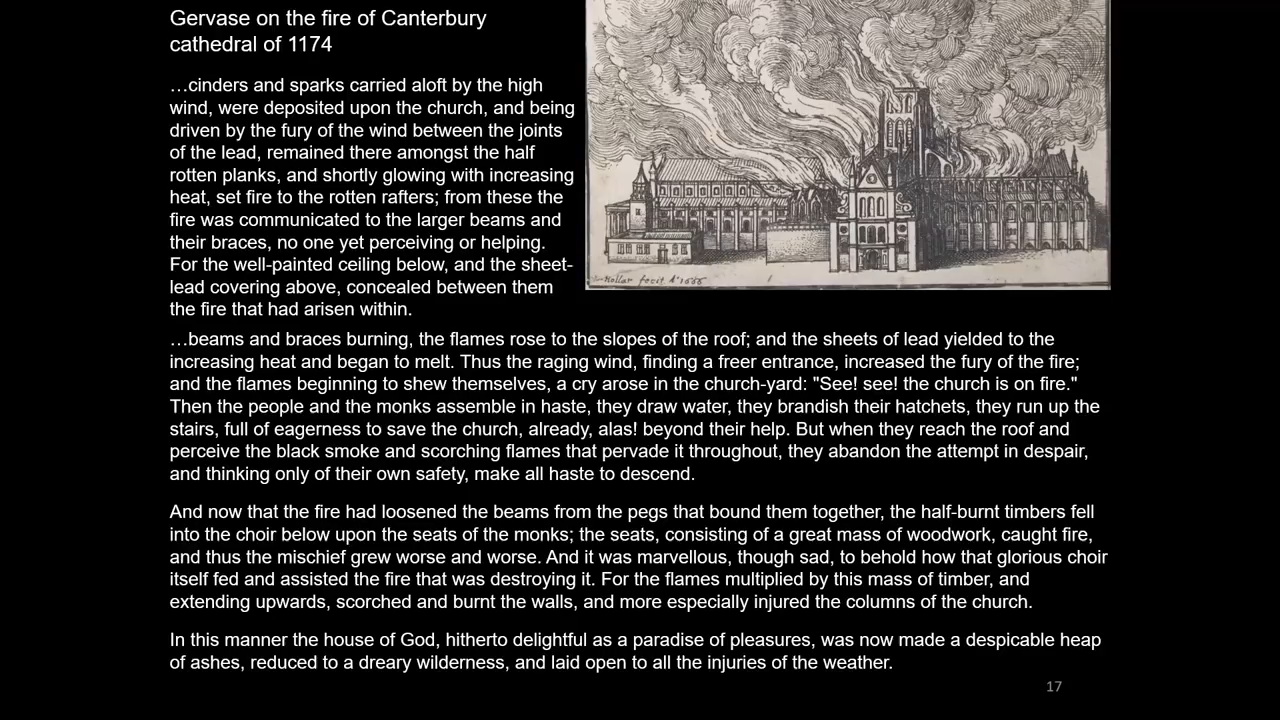 Gervase on the fire of Canterbury
cathedral of 1174
…cinders and sparks carried aloft by the high
wind, were deposited upon the church, and being
driven by the fury of the wind between the joints
of the lead, remained there amongst the half
rotten planks, and shortly glowing with increasing
heat, set fire to the rotten rafters; from these the
fire was communicated to the larger beams and
their braces, no one yet perceiving or helping.
For the well-painted ceiling below, and the sheet-
lead covering above, concealed between them
the fire that had arisen within.
Hollar fecit Aº 1666
…beams and braces burning, the flames rose to the slopes of the roof; and the sheets of lead yielded to the
increasing heat and began to melt. Thus the raging wind, finding a freer entrance, increased the fury of the fire;
and the flames beginning to shew themselves, a cry arose in the church-yard: "See! see! the church is on fire."
Then the people and the monks assemble in haste, they draw water, they brandish their hatchets, they run up the
stairs, full of eagerness to save the church, already, alas! beyond their help. But when they reach the roof and
perceive the black smoke and scorching flames that pervade it throughout, they abandon the attempt in despair,
and thinking only of their own safety, make all haste to descend.
And now that the fire had loosened the beams from the pegs that bound them together, the half-burnt timbers fell
into the choir below upon the seats of the monks; the seats, consisting of a great mass of woodwork, caught fire,
and thus the mischief grew worse and worse. And it was marvellous, though sad, to behold how that glorious choir
itself fed and assisted the fire that was destroying it. For the flames multiplied by this mass of timber, and
extending upwards, scorched and burnt the walls, and more especially injured the columns of the church.
In this manner the house of God, hitherto delightful as a paradise of pleasures, was now made a despicable heap
of ashes, reduced to a dreary wilderness, and laid open to all the injuries of the weather.
17